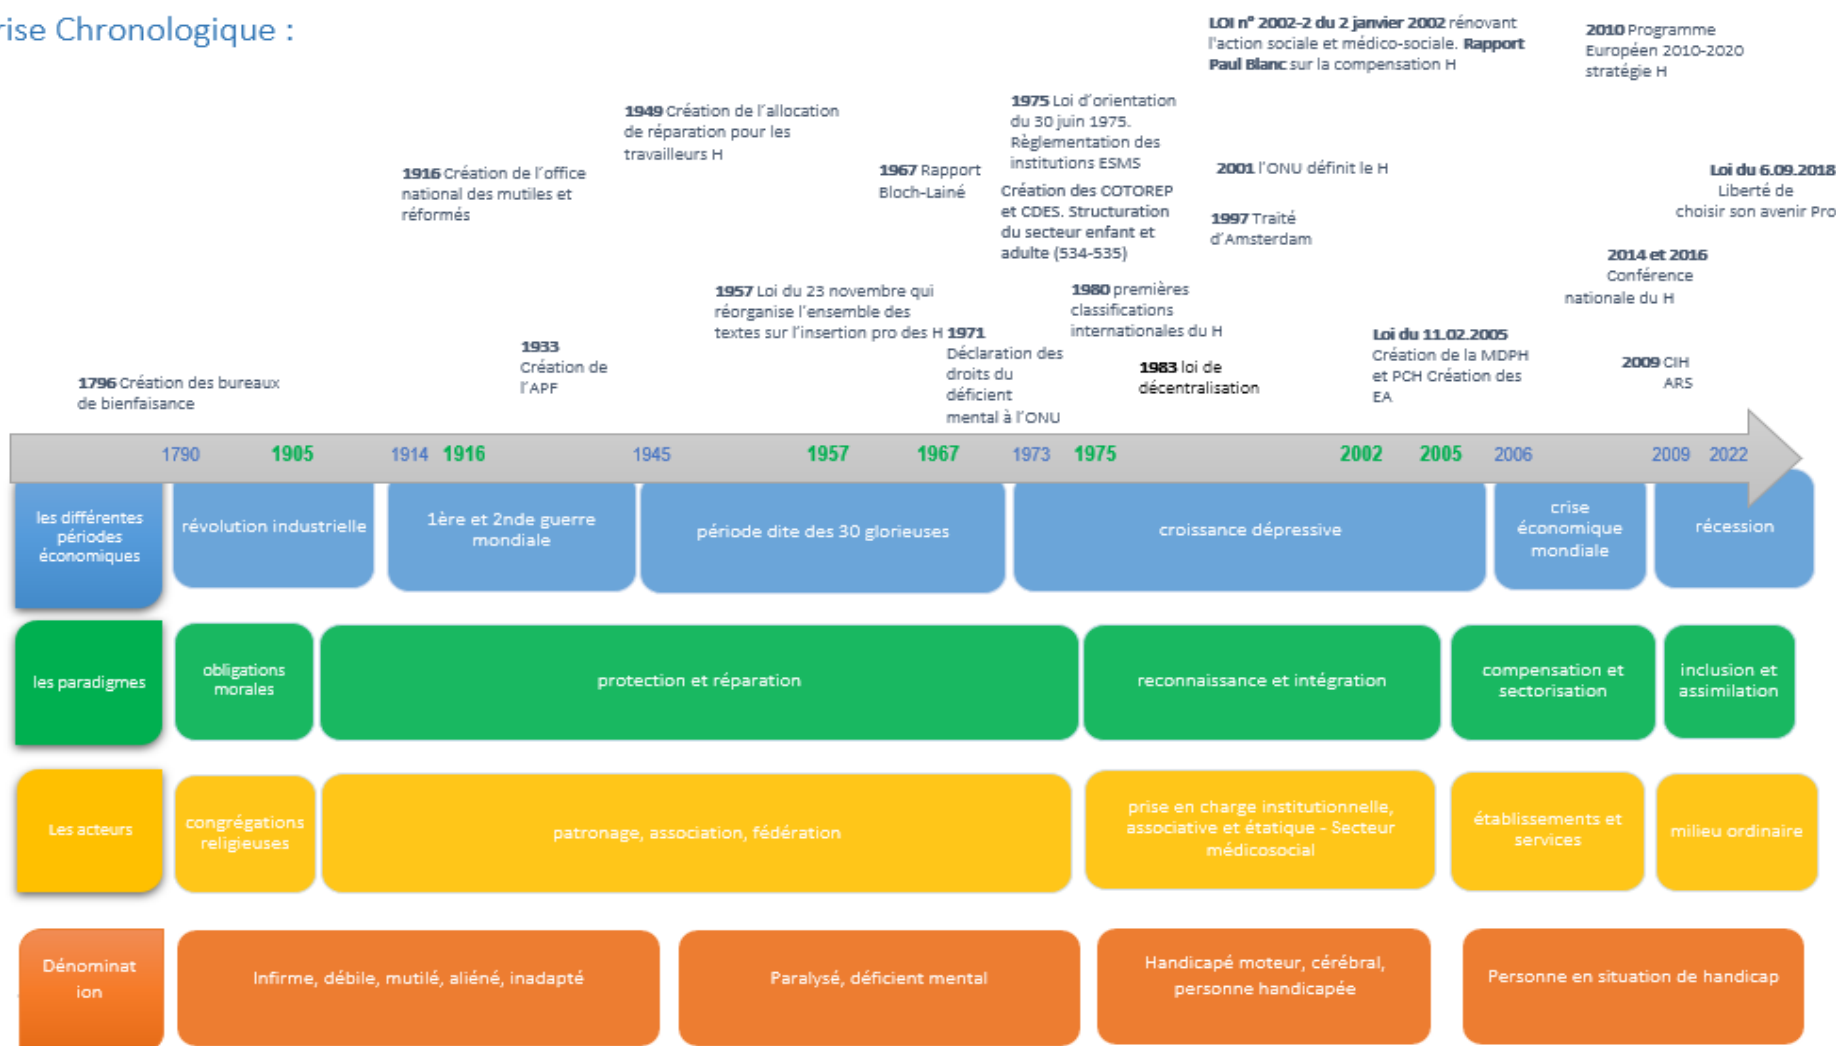 rise Chronologique :
LOI n° 2002-2 du 2 janvier 2002 rénovant
l'action sociale et médico-sociale. Rapport
Paul Blanc sur la compensation H
2010 Programme
Européen 2010-2020
stratégie H
1949 Création de l'allocation
de réparation pour les
travailleurs H
1975 Loi d'orientation
du 30 juin 1975.
Règlementation des
institutions ESMS
Création des COTOREP
et CDES. Structuration
du secteur enfant et
adulte (534-535)
1916 Création de l'office
national des mutiles et
réformés
1967 Rapport
Bloch-Lainé
2001 l'ONU définit le H
1997 Traité
d'Amsterdam
Loi du 6.09.2018
Liberté de
choisir son avenir Pro
2014 et 2016
Conférence
nationale du H
1957 Loi du 23 novembre qui
réorganise l'ensemble des
textes sur l'insertion pro des H
1980 premières
classifications
internationales du H
1933
Création de
l'APF
1971
Déclaration des
droits du
déficient
mental à l'ONU
1983 loi de
décentralisation
Loi du 11.02.2005
Création de la MDPH
et PCH Création des
EA
2009 CIH
ARS
1796 Création des bureaux
de bienfaisance
1790 1905 1914 1916 1945 1957 1967 1973 1975 2002 2005 2006 2009 2022
les différentes
périodes
économiques
révolution industrielle
1ère et 2nde guerre
mondiale
période dite des 30 glorieuses
croissance dépressive
crise
économique
mondiale
récession
les paradigmes
obligations
morales
protection et réparation
reconnaissance et intégration
compensation et
sectorisation
inclusion et
assimilation
Les acteurs
congrégations
religieuses
patronage, association, fédération
prise en charge institutionnelle,
associative et étatique - Secteur
médicosocial
établissements et
services
milieu ordinaire
Dénominat
ion
Infirme, débile, mutilé, aliéné, inadapté
Paralysé, déficient mental
Handicapé moteur, cérébral,
personne handicapée
Personne en situation de handicap